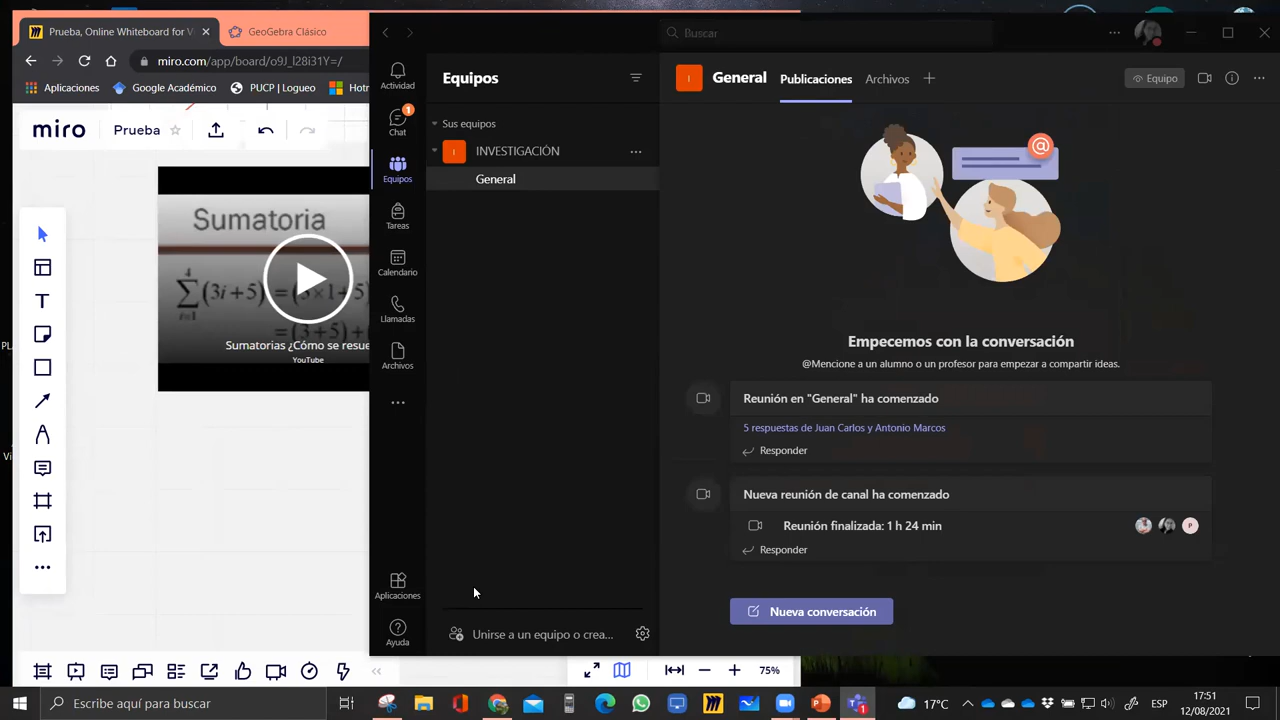 Prueba, Online Whiteboard for V
GeoGebra Clásico
miro.com/app/board/o9J_l28i31Y=/
Aplicaciones
Google Académico
PUCP | Logueo
Hotr
miro
Prueba
Sumatoria
Sumatorias ¿Cómo se resue
YouTube
75%
Buscar
Actividad
Chat
1
Equipos
Tareas
Calendario
Llamadas
Archivos
Aplicaciones
Ayuda
Equipos
Sus equipos
I
INVESTIGACIÓN
General
Unirse a un equipo o crea...
I
General
Publicaciones
Archivos
Equipo
@
Empecemos con la conversación
@Mencione a un alumno o un profesor para empezar a compartir ideas.
Reunión en "General" ha comenzado
5 respuestas de Juan Carlos y Antonio Marcos
Responder
Nueva reunión de canal ha comenzado
Reunión finalizada: 1 h 24 min
P
Responder
Nueva conversación
Escribe aquí para buscar
17°C
ESP
17:51
12/08/2021